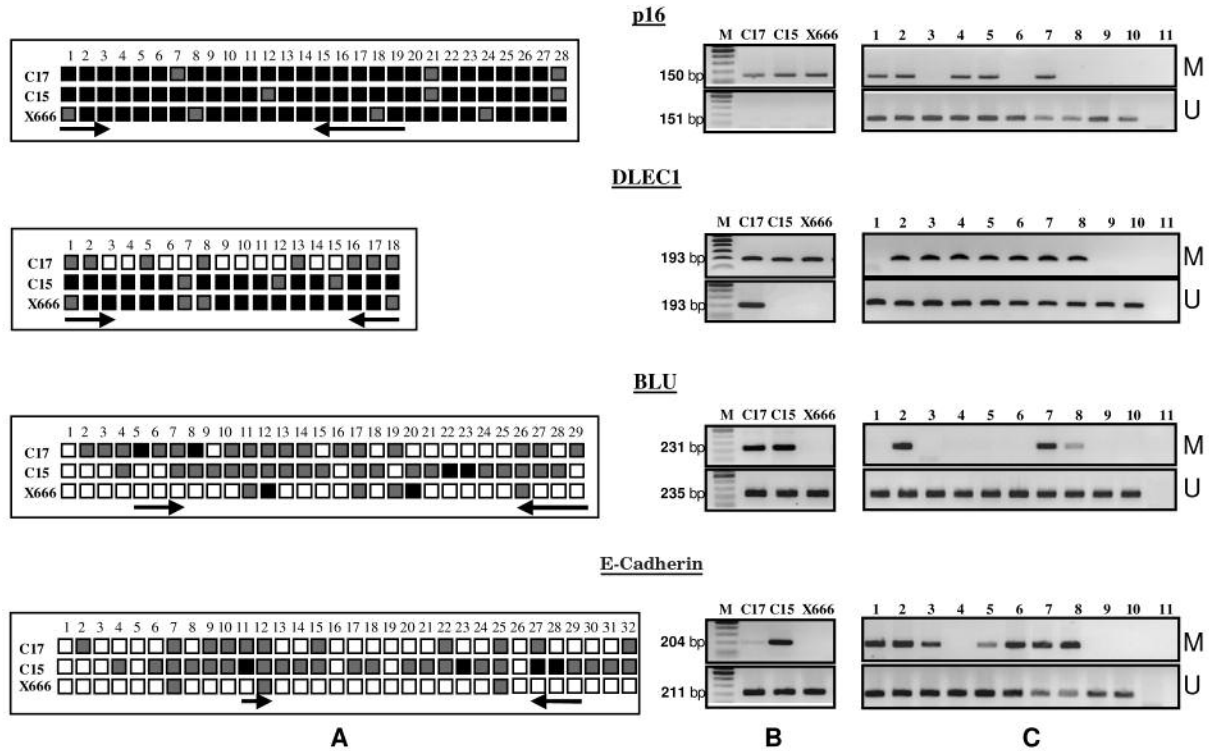 p16
1 2 3 4 5 6 7 8 9 10 11 12 13 14 15 16 17 18 19 20 21 22 23 24 25 26 27 28
C17
C15
X666
M C17 C15 X666
150 bp
151 bp
1 2 3 4 5 6 7 8 9 10 11
M
U
DLEC1
1 2 3 4 5 6 7 8 9 10 11 12 13 14 15 16 17 18
C17
C15
X666
M C17 C15 X666
193 bp
193 bp
1 2 3 4 5 6 7 8 9 10 11
M
U
BLU
1 2 3 4 5 6 7 8 9 10 11 12 13 14 15 16 17 18 19 20 21 22 23 24 25 26 27 28 29
C17
C15
X666
M C17 C15 X666
231 bp
235 bp
1 2 3 4 5 6 7 8 9 10 11
M
U
E-Cadherin
1 2 3 4 5 6 7 8 9 10 11 12 13 14 15 16 17 18 19 20 21 22 23 24 25 26 27 28 29 30 31 32
C17
C15
X666
M C17 C15 X666
204 bp
211 bp
1 2 3 4 5 6 7 8 9 10 11
M
U
A
B
C